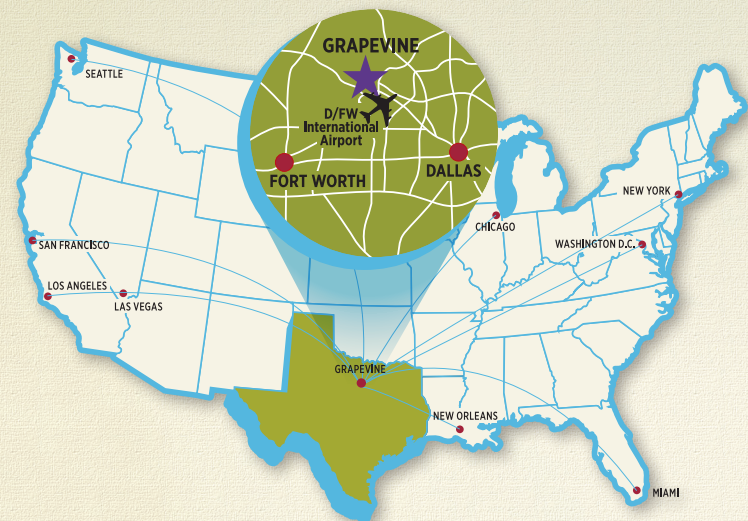 GRAPEVINE
D/FW
International
Airport
FORT WORTH
DALLAS
SEATTLE
SAN FRANCISCO
LOS ANGELES
LAS VEGAS
CHICAGO
NEW YORK
WASHINGTON D.C.
GRAPEVINE
NEW ORLEANS
MIAMI